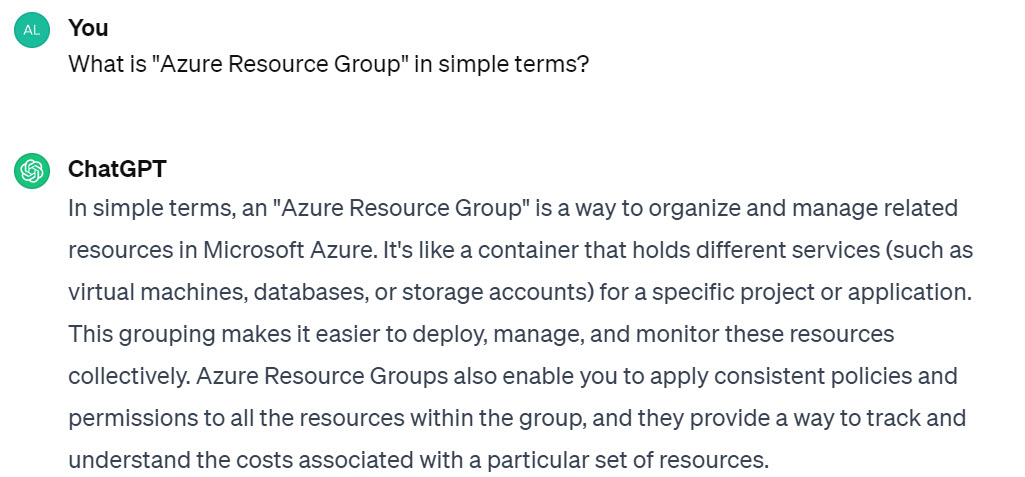 AL
You
What is "Azure Resource Group" in simple terms?
ChatGPT
In simple terms, an "Azure Resource Group" is a way to organize and manage related
resources in Microsoft Azure. It's like a container that holds different services (such as
virtual machines, databases, or storage accounts) for a specific project or application.
This grouping makes it easier to deploy, manage, and monitor these resources
collectively. Azure Resource Groups also enable you to apply consistent policies and
permissions to all the resources within the group, and they provide a way to track and
understand the costs associated with a particular set of resources.